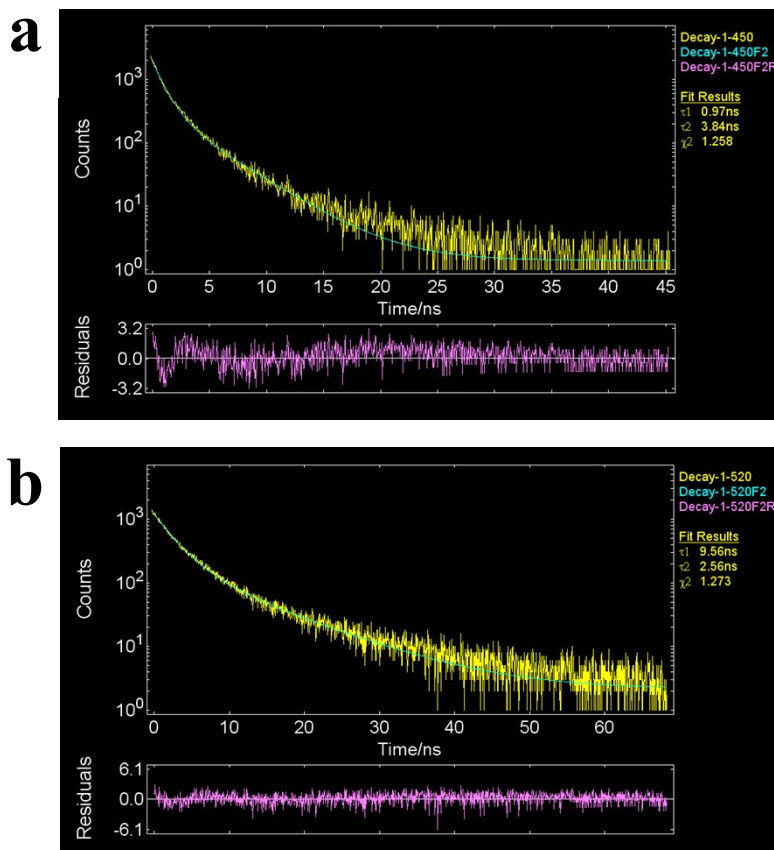 a
Decay-1-450
Decay-1-450F2
Decay-1-450F2R
Fit Results
τ1 0.97ns
τ2 3.84ns
χ2 1.258
Counts
10³
10²
10¹
10⁰
0 5 10 15 20 25 30 35 40 45
Time/ns
Residuals
3.2
0.0
-3.2
b
Decay-1-520
Decay-1-520F2
Decay-1-520F2R
Fit Results
τ1 9.56ns
τ2 2.56ns
χ2 1.273
Counts
10³
10²
10¹
10⁰
0 10 20 30 40 50 60
Time/ns
Residuals
6.1
0.0
-6.1